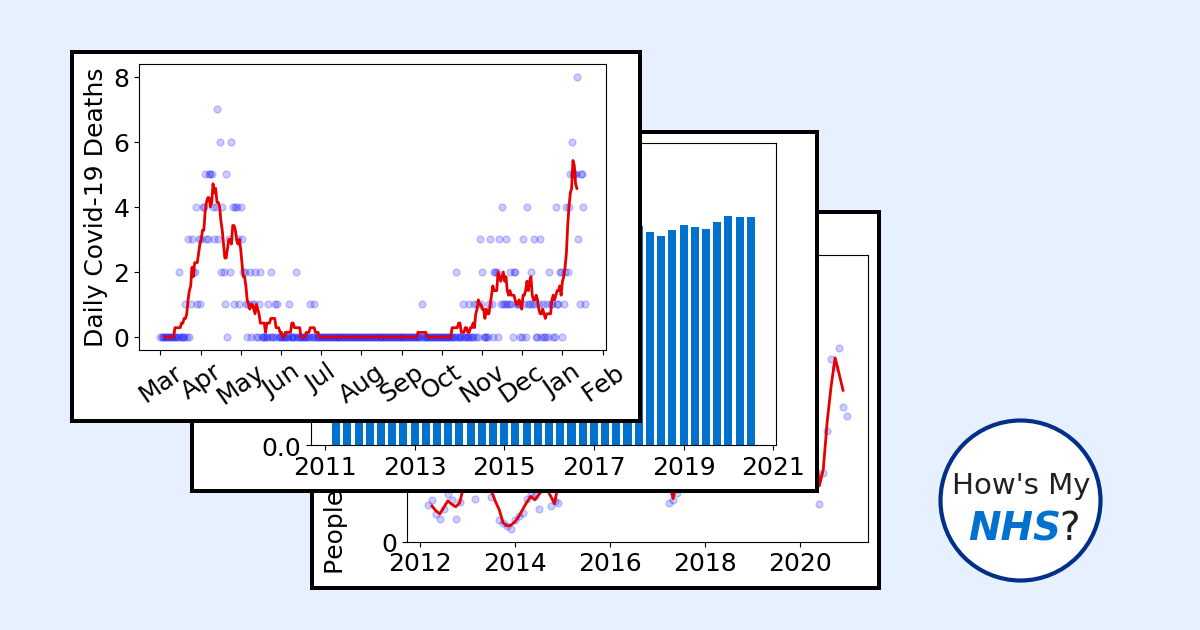 Daily Covid-19 Deaths
8
6
4
2
0
Mar Apr May Jun Jul Aug Sep Oct Nov Dec Jan Feb
0.0
2011 2013 2015 2017 2019 2021
People
0
2012 2014 2016 2018 2020
How's My
NHS?